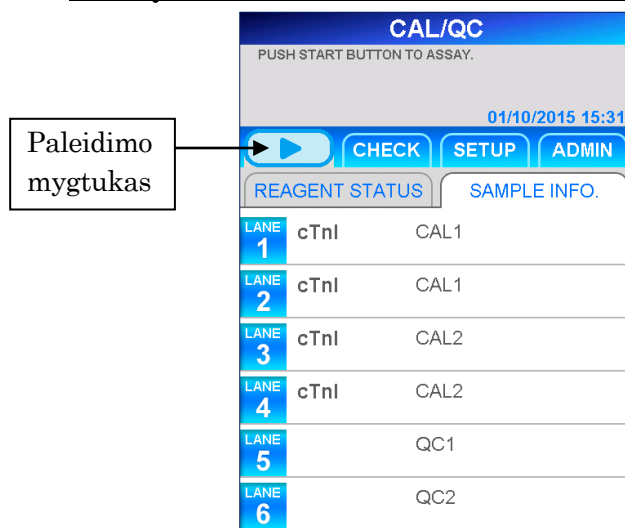 CAL/QC
PUSH START BUTTON TO ASSAY.
01/10/2015 15:31
Paleidimo
mygtukas
CHECK SETUP ADMIN
REAGENT STATUS SAMPLE INFO.
LANE 1 cTnI CAL1
LANE 2 cTnI CAL1
LANE 3 cTnI CAL2
LANE 4 cTnI CAL2
LANE 5 QC1
LANE 6 QC2